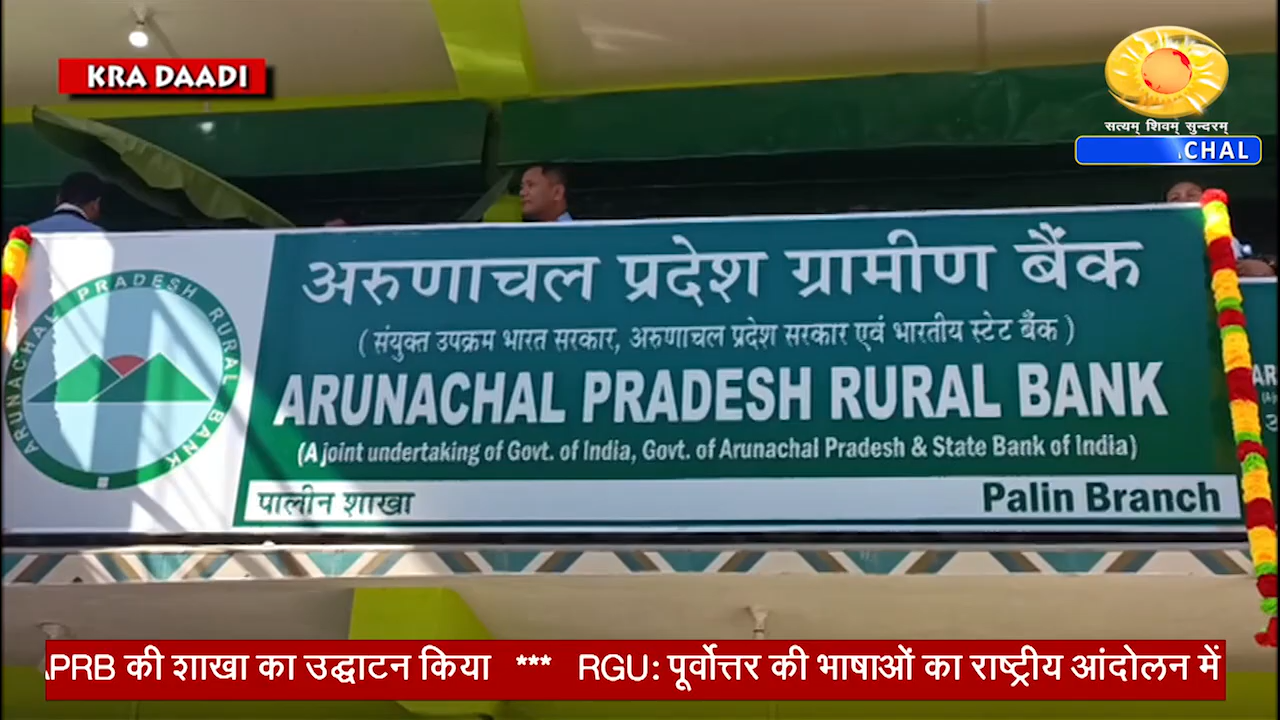 KRA DAADI
सत्यम् शिवम् सुन्दरम्
CHAL
ARUNACHAL PRADESH RURAL BANK
अरुणाचल प्रदेश ग्रामीण बैंक
( संयुक्त उपक्रम भारत सरकार, अरुणाचल प्रदेश सरकार एवं भारतीय स्टेट बैंक )
ARUNACHAL PRADESH RURAL BANK
(A joint undertaking of Govt. of India, Govt. of Arunachal Pradesh & State Bank of India)
पालीन शाखा
Palin Branch
PRB की शाखा का उद्घाटन किया *** RGU: पूर्वोत्तर की भाषाओं का राष्ट्रीय आंदोलन में